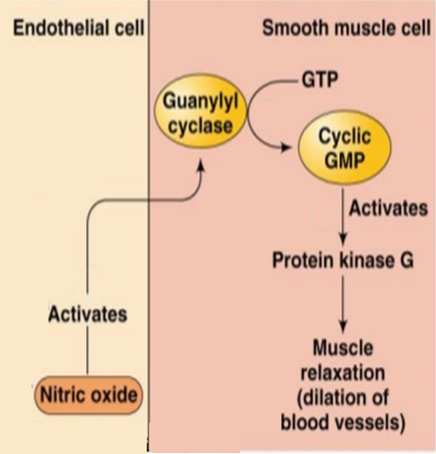 Endothelial cell
Smooth muscle cell
Guanylyl
cyclase
GTP
Cyclic
GMP
Activates
Protein kinase G
Activates
Muscle
relaxation
(dilation of
blood vessels)
Nitric oxide